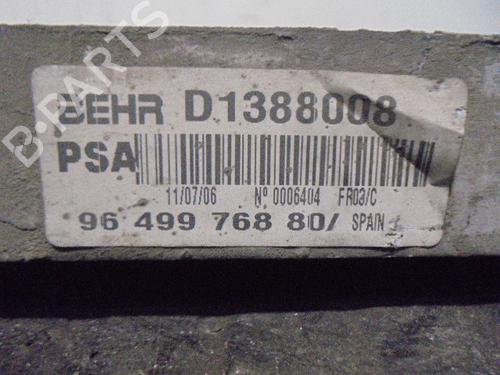 B-PARTS
BEHR D1388008
PSA
11/07/06 Nº 0006404 FR03/C
96 499 768 80/ SPAIN